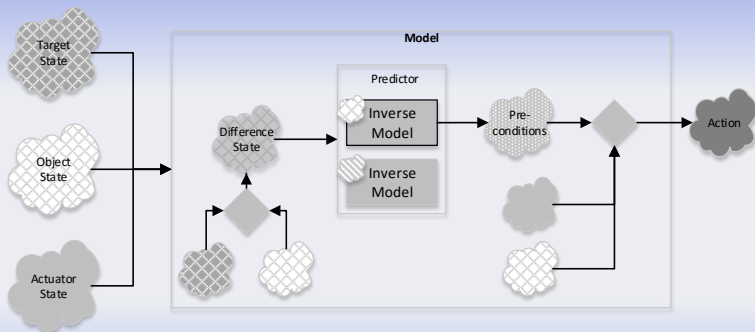 Target
State
Object
State
Actuator
State
Model
Difference
State
Predictor
Inverse
Model
Inverse
Model
Pre-
conditions
Action